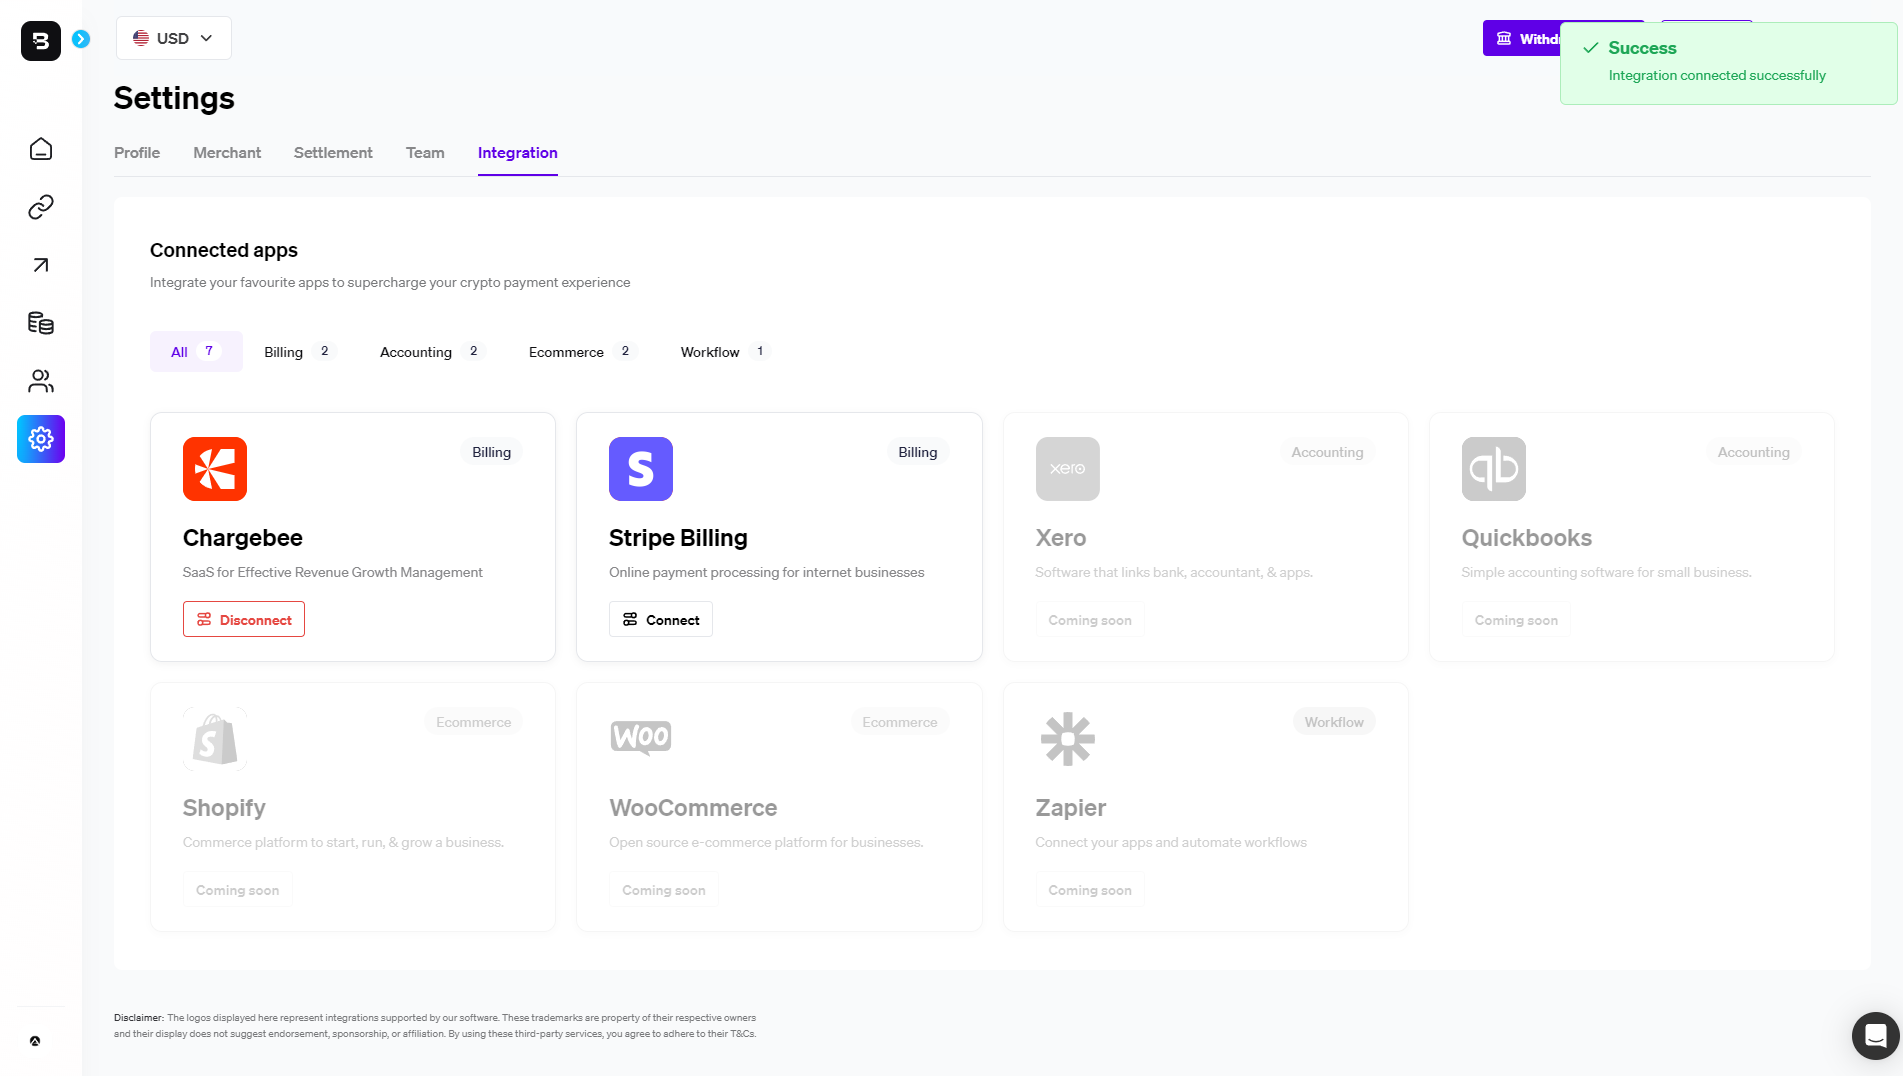 B
USD
Success
Integration connected successfully
Settings
Profile
Merchant
Settlement
Team
Integration
Connected apps
Integrate your favourite apps to supercharge your crypto payment experience
All 7
Billing 2
Accounting 2
Ecommerce 2
Workflow 1
Billing
Chargebee
SaaS for Effective Revenue Growth Management
Disconnect
S
Billing
Stripe Billing
Online payment processing for internet businesses
Connect
xero
Accounting
Xero
Software that links bank, accountant, & apps.
Coming soon
qb
Accounting
Quickbooks
Simple accounting software for small business.
Coming soon
S
Ecommerce
Shopify
Commerce platform to start, run, & grow a business.
Coming soon
Woo
Ecommerce
WooCommerce
Open source e-commerce platform for businesses.
Coming soon
Workflow
Zapier
Connect your apps and automate workflows
Coming soon
Disclaimer: The logos displayed here represent integrations supported by our software. These trademarks are property of their respective owners
and their display does not suggest endorsement, sponsorship, or affiliation. By using these third-party services, you agree to adhere to their T&Cs.